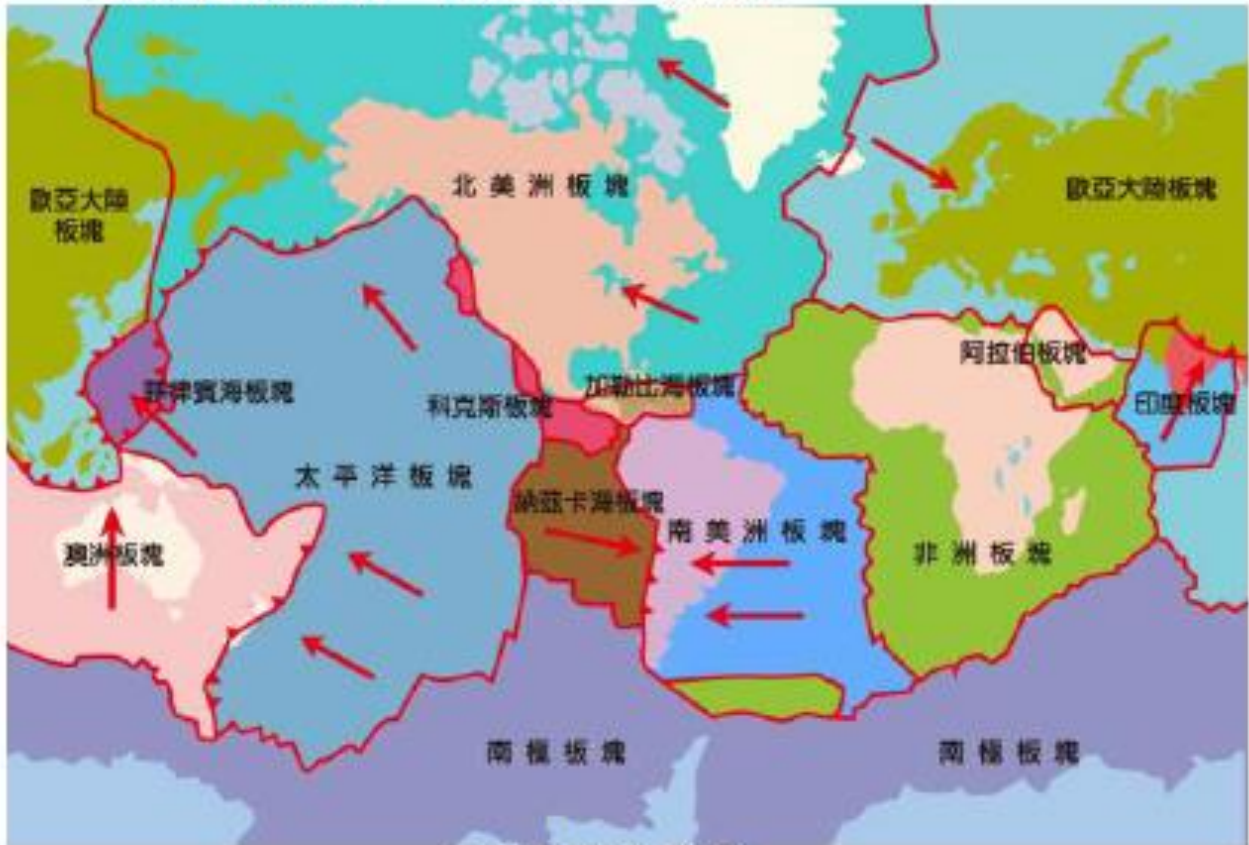 北美洲板塊
歐亞大陸
板塊
歐亞大陸板塊
阿拉伯板塊
菲律賓海板塊
科克斯板塊
加勒比海板塊
印度板塊
太平洋板塊
納茲卡海板塊
南美洲板塊
澳洲板塊
非洲板塊
南極板塊
南極板塊